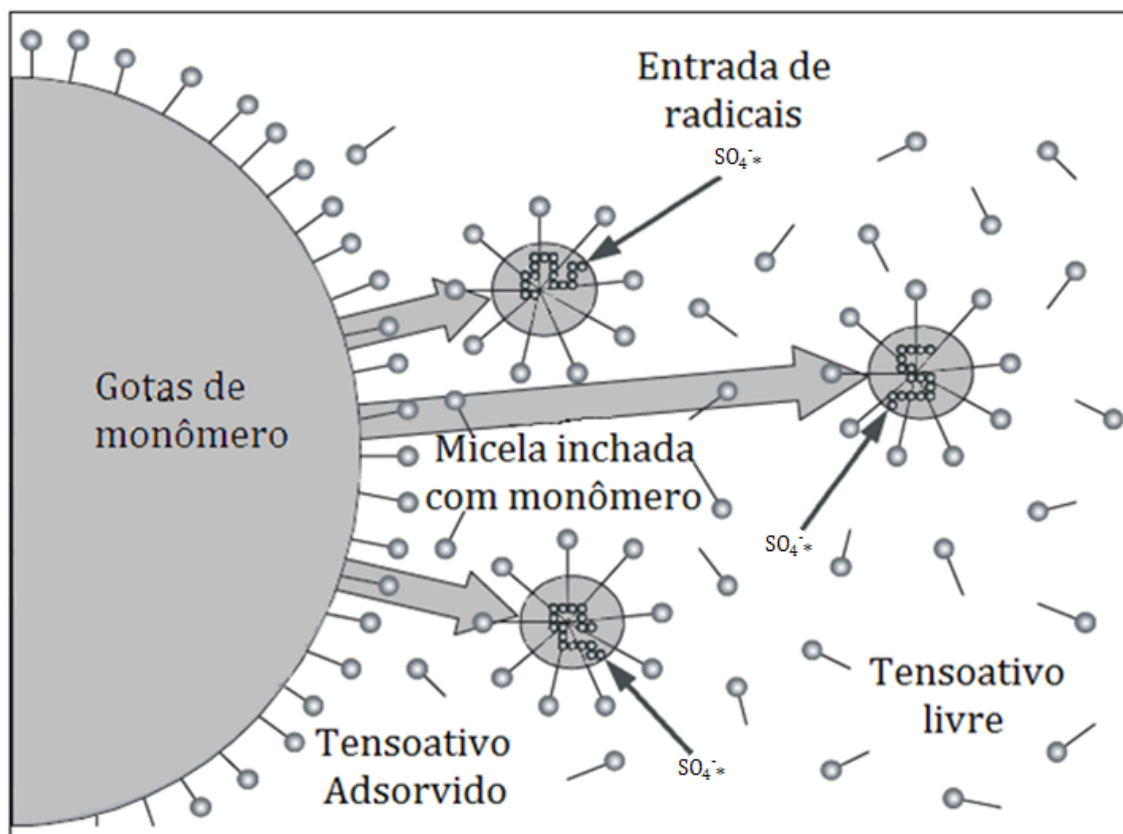 Entrada de
radicais
SO₄⁻*
Gotas de
monômero
Micela inchada
com monômero
SO₄⁻*
Tensoativo
livre
Tensoativo
Adsorvido
SO₄⁻*